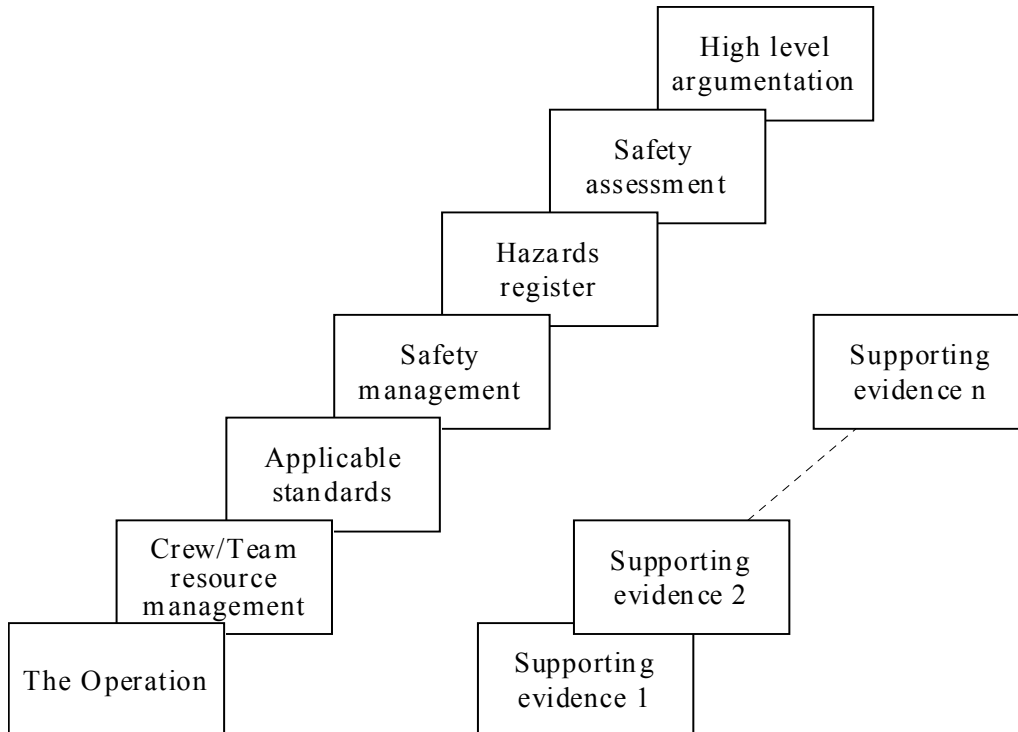 High level
argumentation
Safety
assessment
Hazards
register
Safety
management
Supporting
evidence n
Applicable
standards
Crew/Team
resource
management
Supporting
evidence 2
The Operation
Supporting
evidence 1